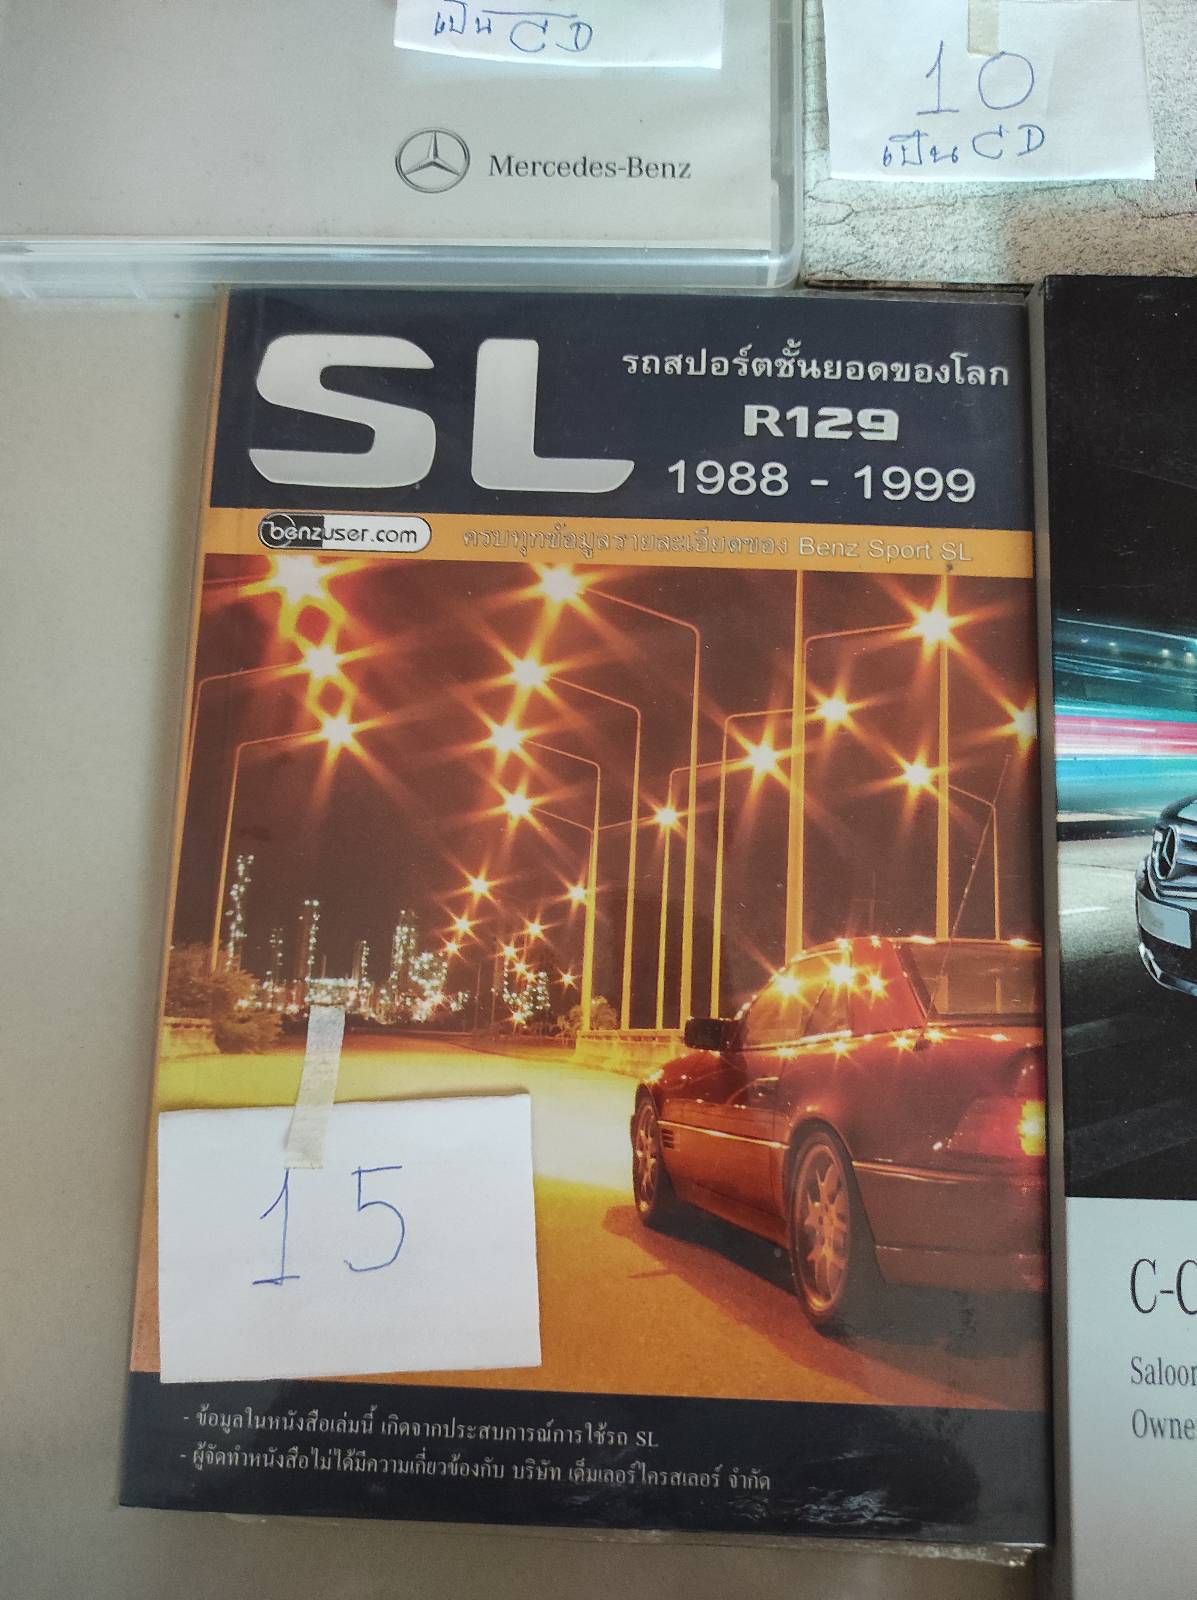 เป็น CD
10
เป็น CD
Mercedes-Benz
SL
รถสปอร์ตชั้นยอดของโลก
R129
1988 - 1999
benzuser.com
ครบทุกข้อมูลรายละเอียดของ Benz Sport SL
15
- ข้อมูลในหนังสือเล่มนี้ เกิดจากประสบการณ์การใช้รถ SL
- ผู้จัดทำหนังสือไม่ได้มีความเกี่ยวข้องกับ บริษัท เด็มเลอร์ไครสเลอร์ จำกัด
C-C
Saloon
Owne